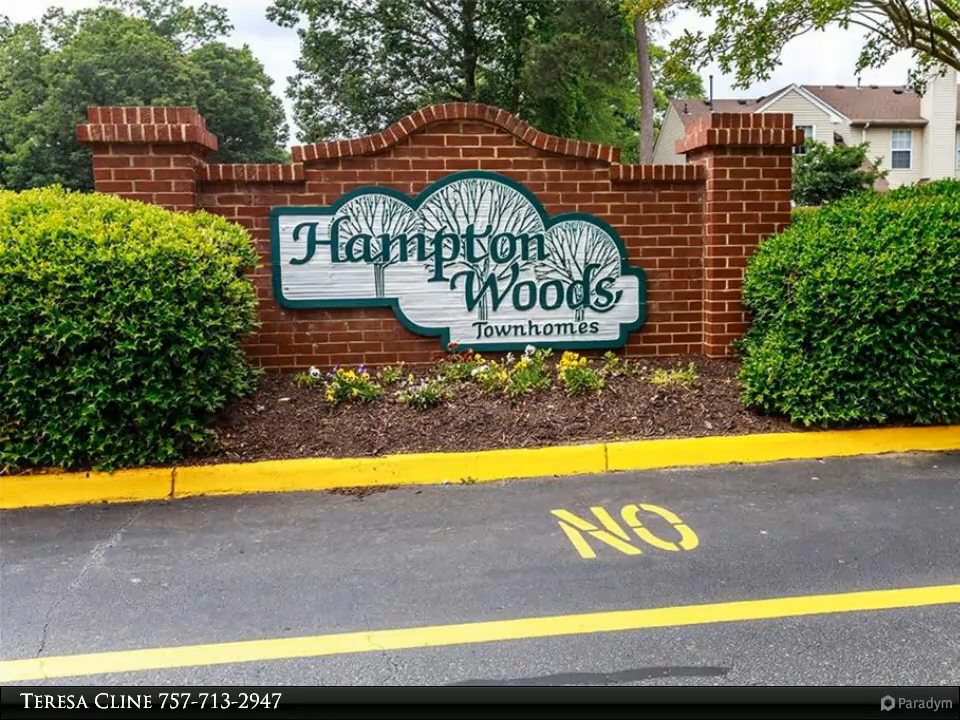 Hampton
Woods
Townhomes
NO
Teresa Cline 757-713-2947
Paradym